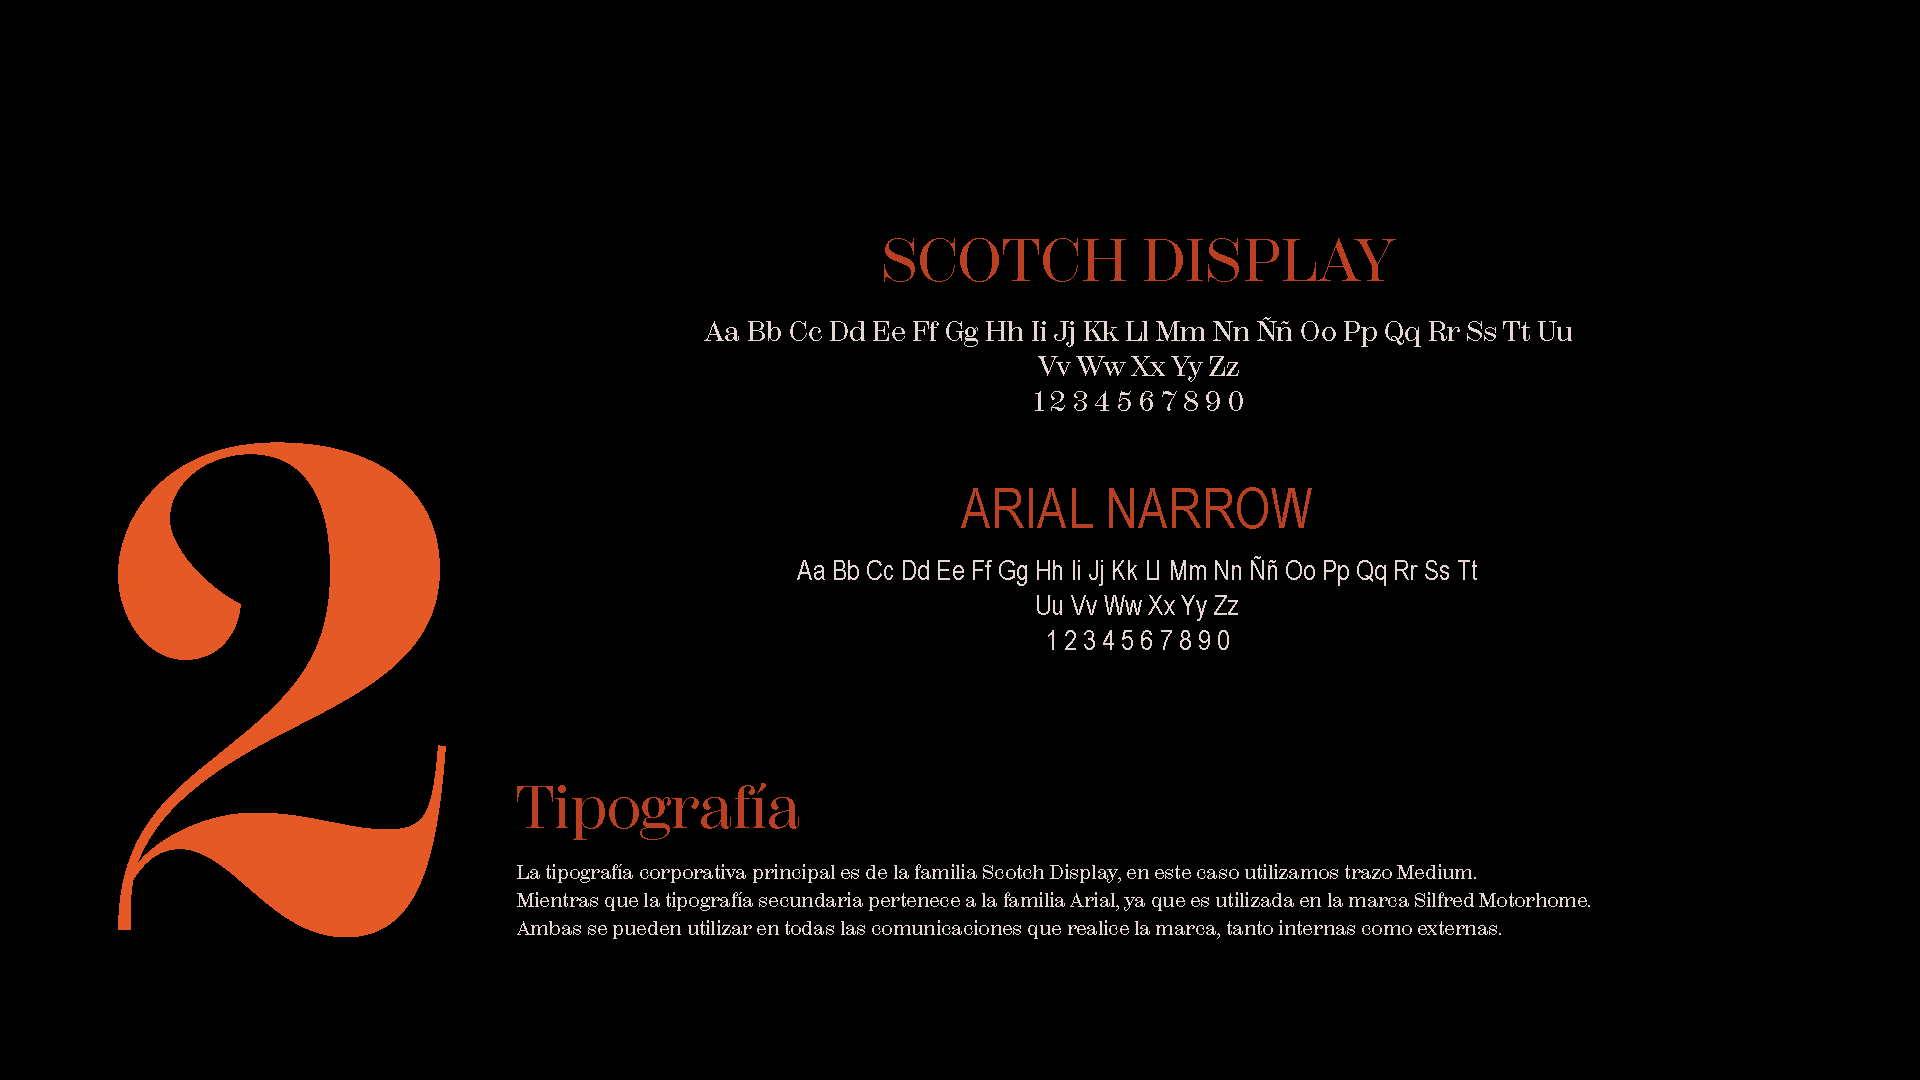 SCOTCH DISPLAY
Aa Bb Cc Dd Ee Ff Gg Hh Ii Jj Kk Ll Mm Nn Ññ Oo Pp Qq Rr Ss Tt Uu
Vv Ww Xx Yy Zz
1 2 3 4 5 6 7 8 9 0
ARIAL NARROW
Aa Bb Cc Dd Ee Ff Gg Hh Ii Jj Kk Ll Mm Nn Ññ Oo Pp Qq Rr Ss Tt
Uu Vv Ww Xx Yy Zz
1 2 3 4 5 6 7 8 9 0
2
Tipografía
La tipografía corporativa principal es de la familia Scotch Display, en este caso utilizamos trazo Medium.
Mientras que la tipografía secundaria pertenece a la familia Arial, ya que es utilizada en la marca Silfred Motorhome.
Ambas se pueden utilizar en todas las comunicaciones que realice la marca, tanto internas como externas.